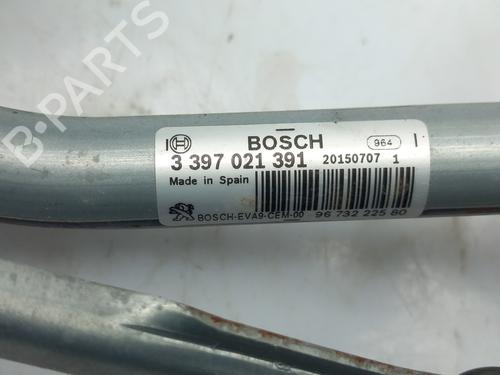 BOSCH 964
3 397 021 391 20150707 1
Made in Spain
BOSCH-EVA9-CEM-00 96 732 225 80
B-Parts